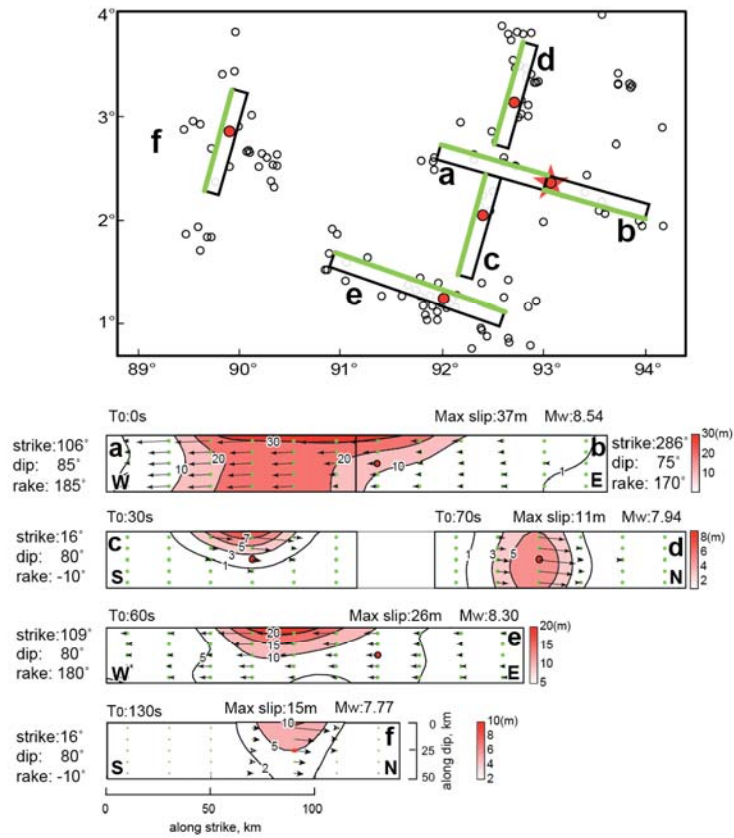 4°
3°
2°
1°
d
f
a
b
c
e
89° 90° 91° 92° 93° 94°
T0:0s Max slip:37m Mw:8.54
strike:106°
dip: 85°
rake: 185°
a W 30 20 10 20 10 1 b E
strike:286°
dip: 75°
rake: 170°
30(m)
20
10
T0:30s T0:70s Max slip:11m Mw:7.94
strike:16°
dip: 80°
rake: -10°
c S 7 5 3 1 1 3 5 d N
8(m)
6
4
2
T0:60s Max slip:26m Mw:8.30
strike:109°
dip: 80°
rake: 180°
W 5 20 15 10 e E
20(m)
15
10
5
T0:130s Max slip:15m Mw:7.77
strike:16°
dip: 80°
rake: -10°
S 10 5 2 f N
0
25
50
along dip, km
10(m)
8
6
4
2
0 50 100
along strike, km